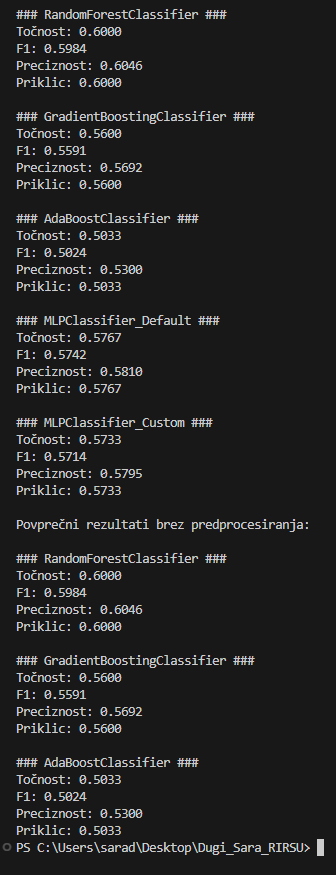 ### RandomForestClassifier ###
Točnost: 0.6000
F1: 0.5984
Preciznost: 0.6046
Priklic: 0.6000
### GradientBoostingClassifier ###
Točnost: 0.5600
F1: 0.5591
Preciznost: 0.5692
Priklic: 0.5600
### AdaBoostClassifier ###
Točnost: 0.5033
F1: 0.5024
Preciznost: 0.5300
Priklic: 0.5033
### MLPClassifier_Default ###
Točnost: 0.5767
F1: 0.5742
Preciznost: 0.5810
Priklic: 0.5767
### MLPClassifier_Custom ###
Točnost: 0.5733
F1: 0.5714
Preciznost: 0.5795
Priklic: 0.5733
Povprečni rezultati brez predprocesiranja:
### RandomForestClassifier ###
Točnost: 0.6000
F1: 0.5984
Preciznost: 0.6046
Priklic: 0.6000
### GradientBoostingClassifier ###
Točnost: 0.5600
F1: 0.5591
Preciznost: 0.5692
Priklic: 0.5600
### AdaBoostClassifier ###
Točnost: 0.5033
F1: 0.5024
Preciznost: 0.5300
Priklic: 0.5033
PS C:\Users\sarad\Desktop\Dugi_Sara_RIRSU>